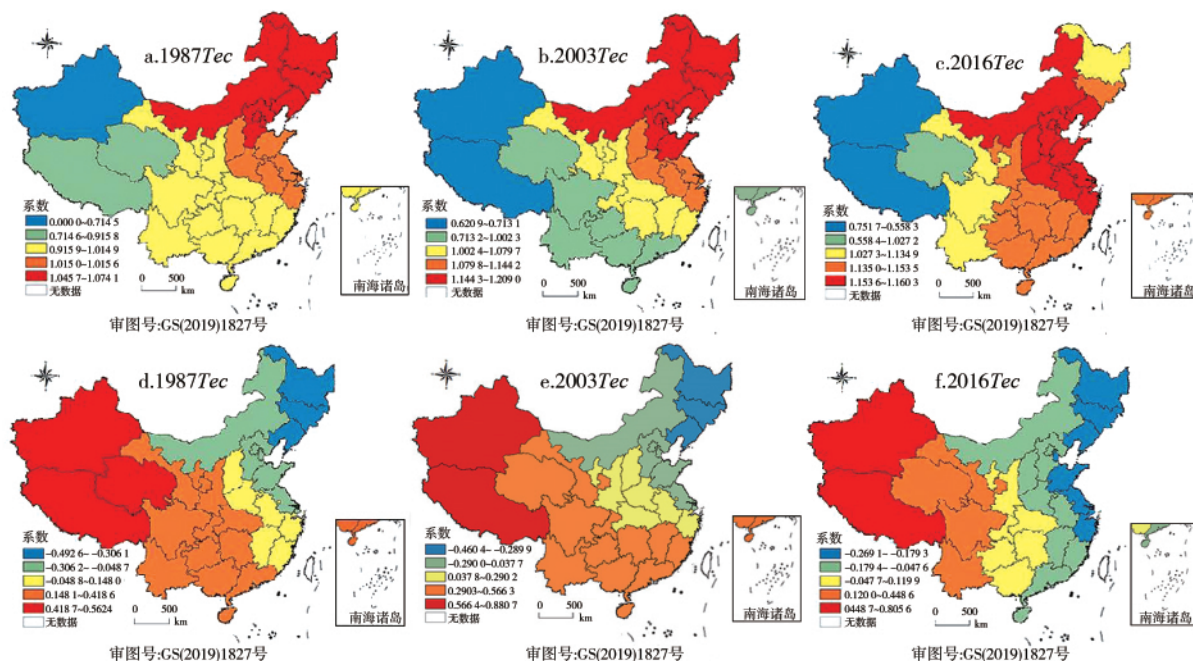 a.1987Tec
系数
0.000 0~0.714 5
0.714 6~0.915 8
0.915 9~1.014 9
1.015 0~1.015 6
1.045 7~1.074 1
无数据
0 500
km
南海诸岛
审图号:GS(2019)1827号
b.2003Tec
系数
0.620 9~0.713 1
0.713 2~1.002 3
1.002 4~1.079 7
1.079 8~1.144 2
1.144 3~1.209 0
无数据
0 500
km
南海诸岛
审图号:GS(2019)1827号
c.2016Tec
系数
0.751 7~0.558 3
0.558 4~1.027 2
1.027 3~1.134 9
1.135 0~1.153 5
1.153 6~1.160 3
无数据
0 500
km
南海诸岛
审图号:GS(2019)1827号
d.1987Tec
系数
-0.492 6~-0.306 1
-0.306 2~-0.048 7
-0.048 8~0.148 0
0.148 1~0.418 6
0.418 7~0.5624
无数据
0 500
km
南海诸岛
审图号:GS(2019)1827号
e.2003Tec
系数
-0.460 4~-0.289 9
-0.290 0~0.037 7
0.037 8~0.290 2
0.2903~0.566 3
0.566 4~0.880 7
无数据
0 500
km
南海诸岛
审图号:GS(2019)1827号
f.2016Tec
系数
-0.269 1~-0.179 3
-0.179 4~-0.047 6
-0.047 7~0.119 9
0.120 0~0.448 6
0448 7~0.805 6
无数据
0 500
km
南海诸岛
审图号:GS(2019)1827号